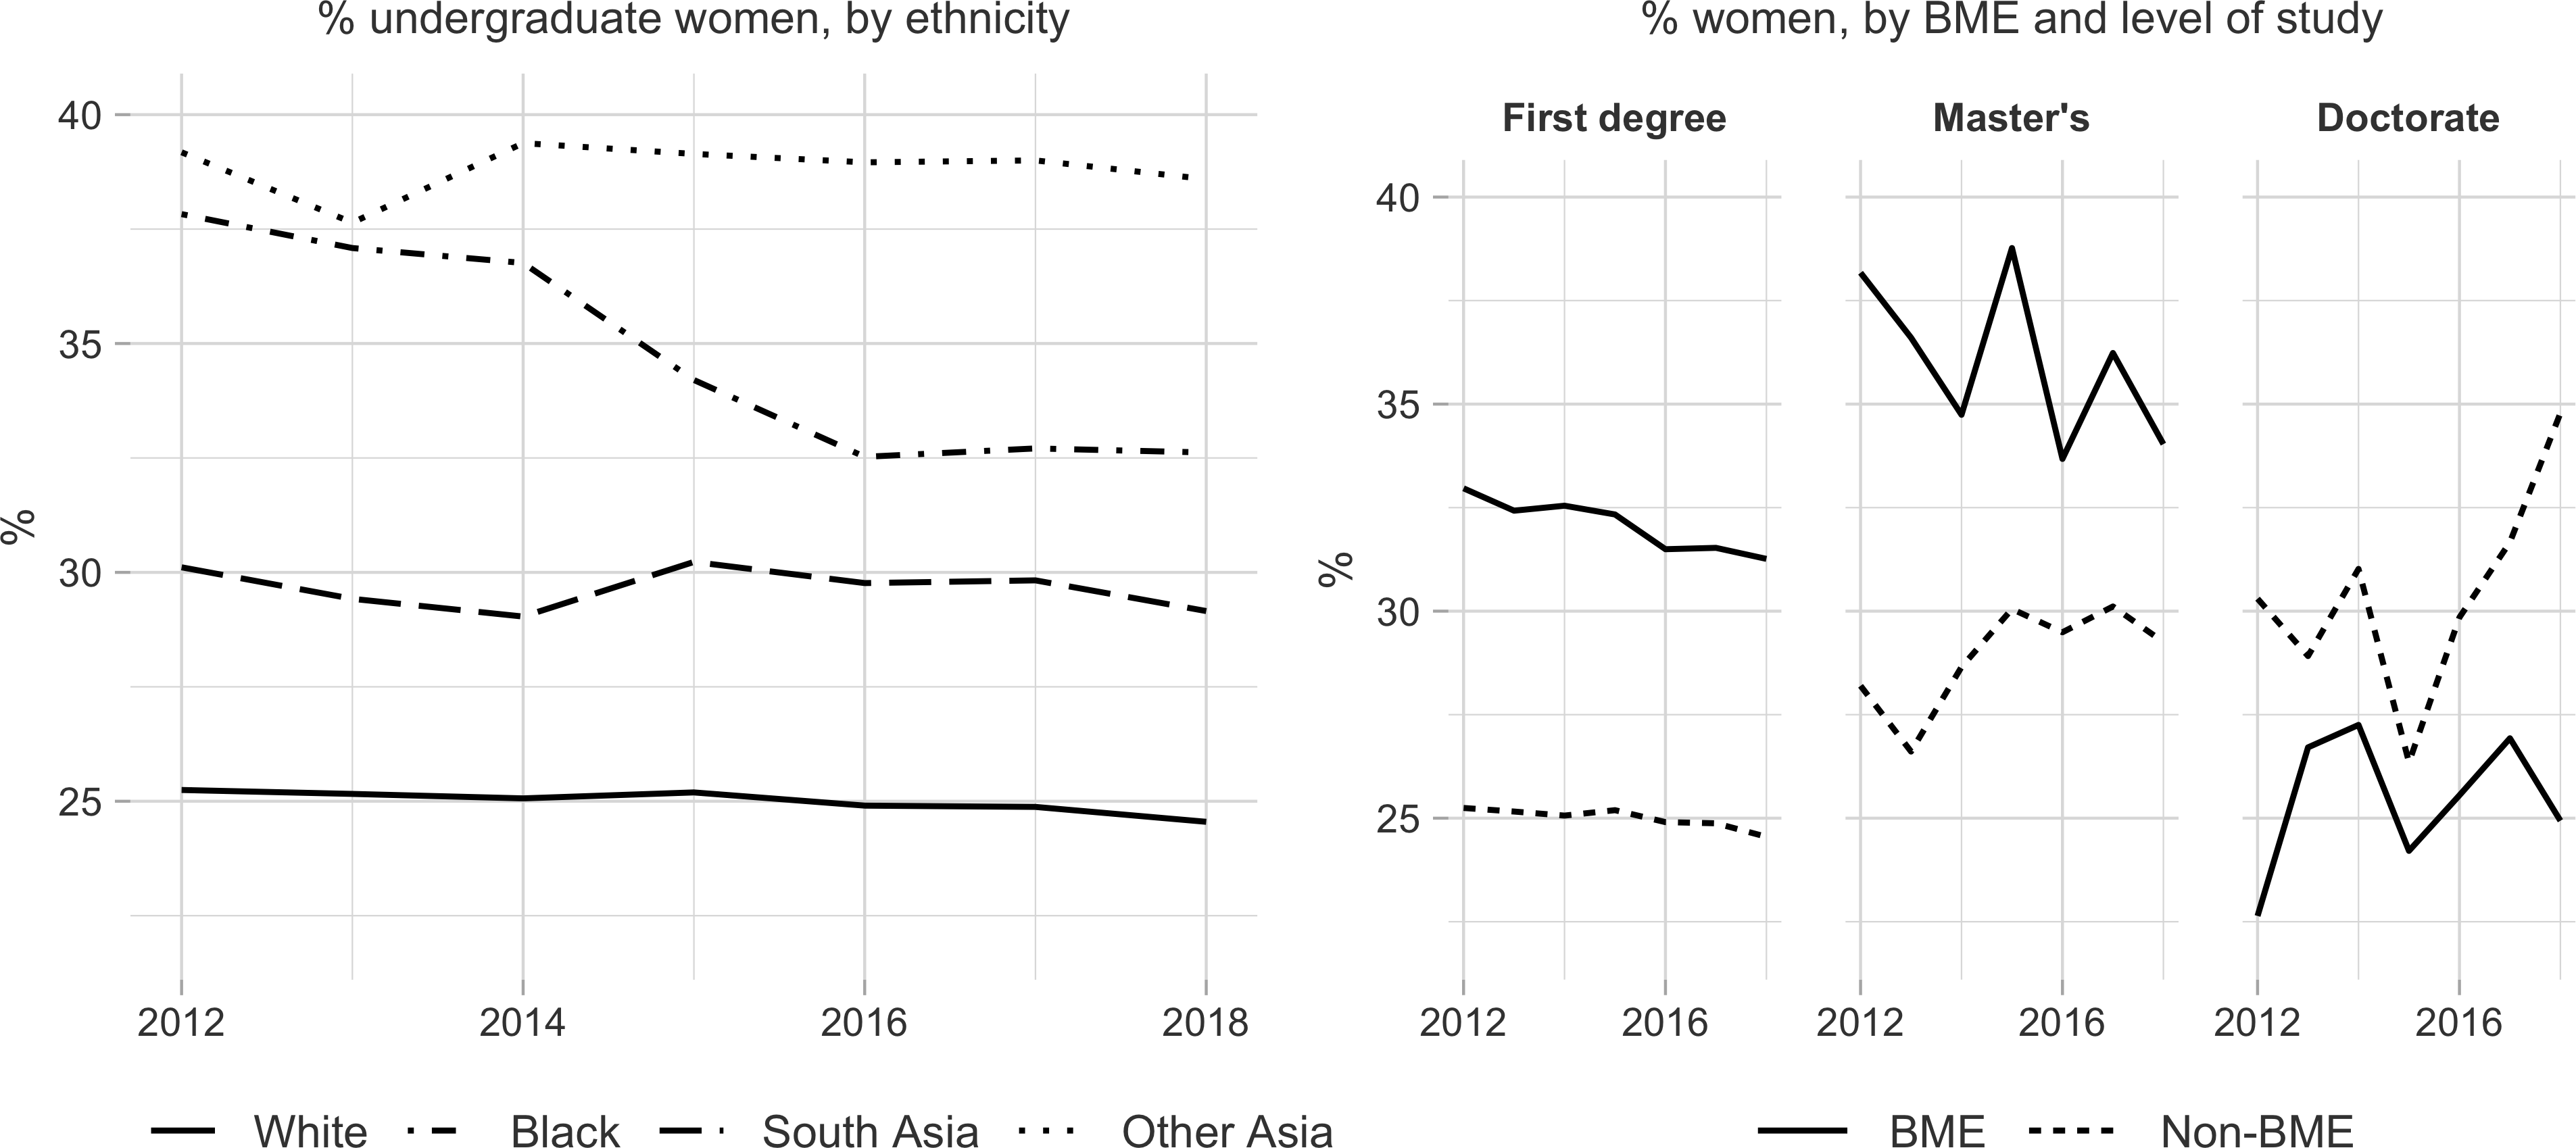 % undergraduate women, by ethnicity
40
35
30
25
%
2012 2014 2016 2018
White Black South Asia Other Asia
% women, by BME and level of study
First degree Master's Doctorate
40
35
30
25
%
2012 2016 2012 2016 2012 2016
BME Non-BME